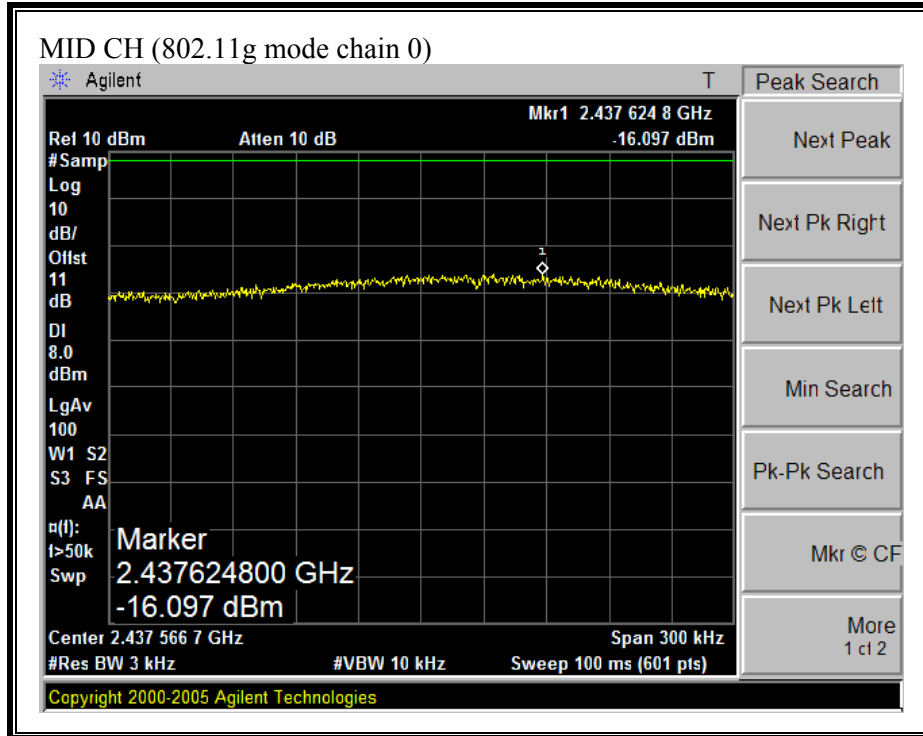 MID CH (802.11g mode chain 0)
Agilent T
Peak Search
Mkr1 2.437 624 8 GHz
Ref 10 dBm Atten 10 dB -16.097 dBm
#Samp
Log
10
dB/
Offst
11
dB
DI
8.0
dBm
LgAv
100
W1 S2
S3 FS
AA
¤(f):
f>50k
Swp
1
Marker
2.437624800 GHz
-16.097 dBm
Center 2.437 566 7 GHz Span 300 kHz
#Res BW 3 kHz #VBW 10 kHz Sweep 100 ms (601 pts)
Copyright 2000-2005 Agilent Technologies
Next Peak
Next Pk Right
Next Pk Left
Min Search
Pk-Pk Search
Mkr © CF
More
1 of 2